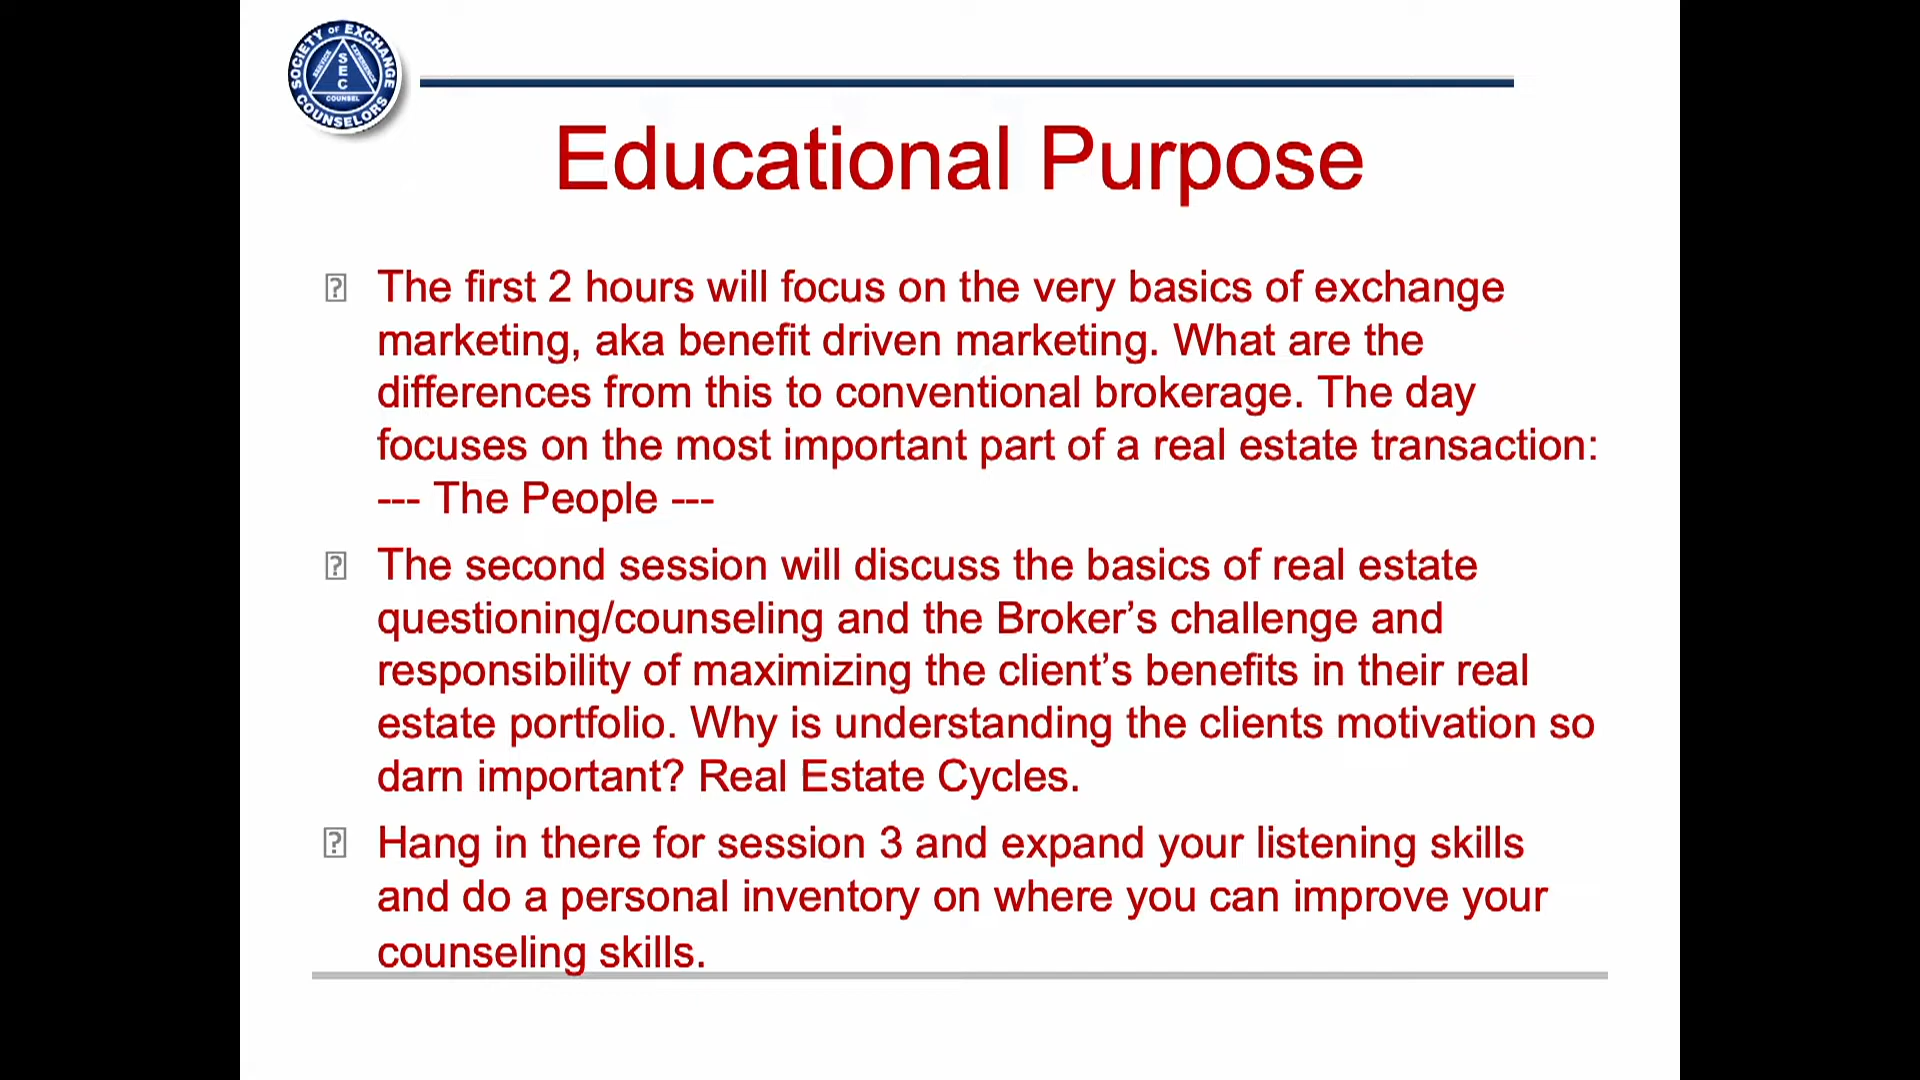 SOCIETY OF EXCHANGE
COUNSELORS
SERVICE
EXPERIENCE
S
E
C
COUNSEL
Educational Purpose
The first 2 hours will focus on the very basics of exchange
marketing, aka benefit driven marketing. What are the
differences from this to conventional brokerage. The day
focuses on the most important part of a real estate transaction:
--- The People ---
The second session will discuss the basics of real estate
questioning/counseling and the Broker’s challenge and
responsibility of maximizing the client’s benefits in their real
estate portfolio. Why is understanding the clients motivation so
darn important? Real Estate Cycles.
Hang in there for session 3 and expand your listening skills
and do a personal inventory on where you can improve your
counseling skills.